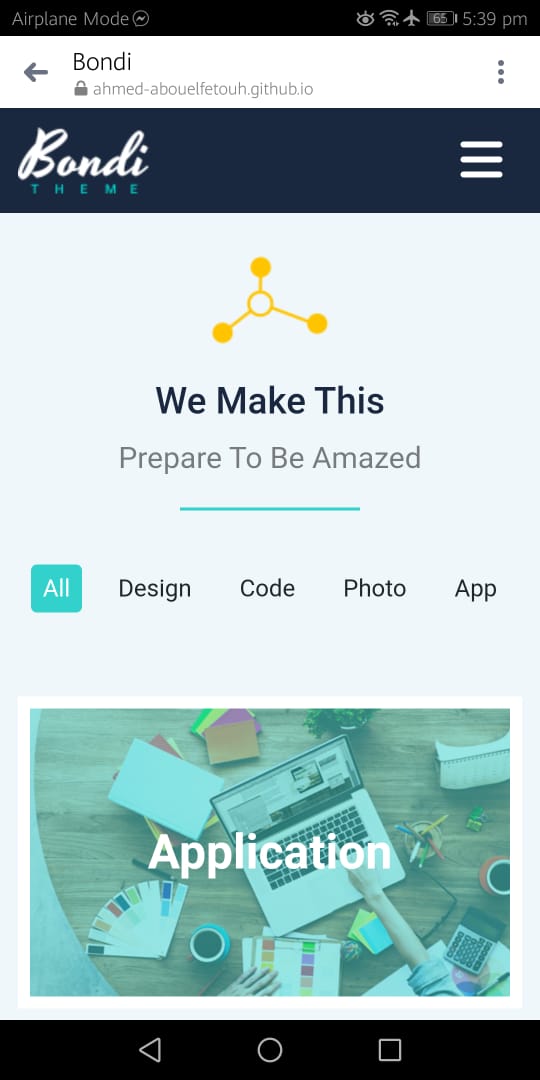 Airplane Mode
65 5:39 pm
Bondi
ahmed-abouelfetouh.github.io
Bondi
THEME
We Make This
Prepare To Be Amazed
All Design Code Photo App
Application